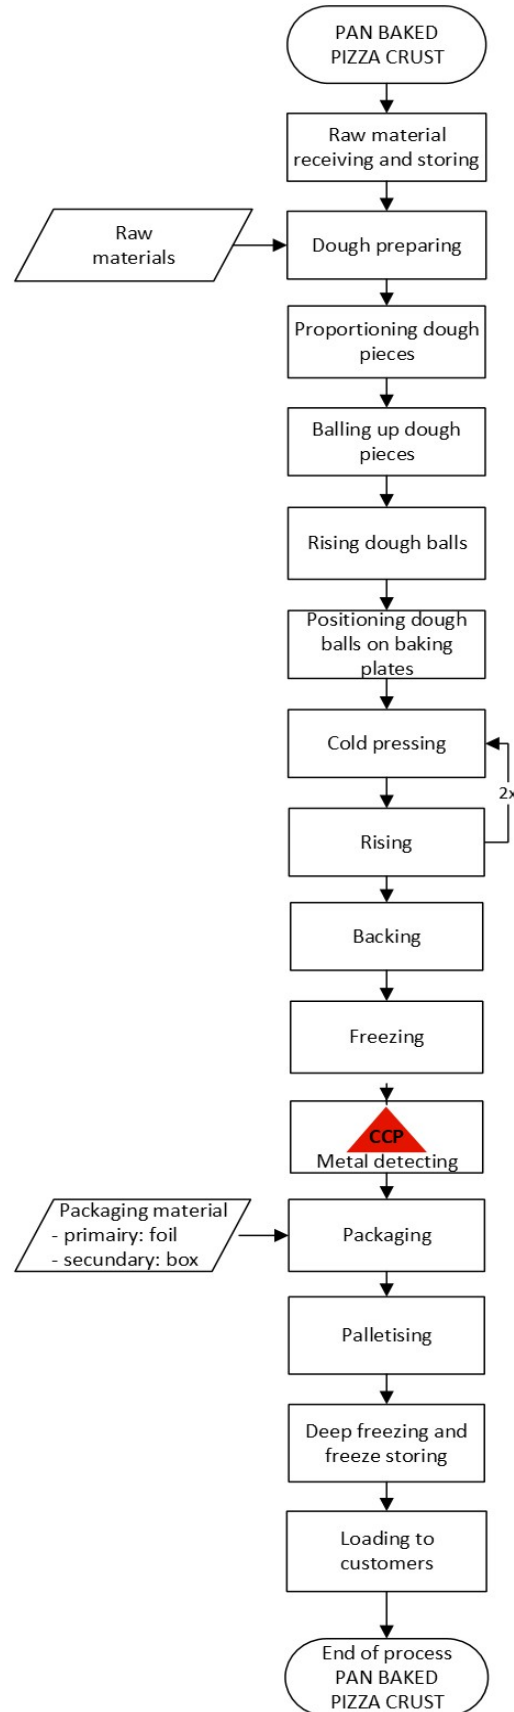 PAN BAKED
PIZZA CRUST
Raw material
receiving and storing
Raw
materials
Dough preparing
Proportioning dough
pieces
Balling up dough
pieces
Rising dough balls
Positioning dough
balls on baking
plates
Cold pressing
2x
Rising
Backing
Freezing
CCP
Metal detecting
Packaging material
- primairy: foil
- secundary: box
Packaging
Palletising
Deep freezing and
freeze storing
Loading to
customers
End of process
PAN BAKED
PIZZA CRUST